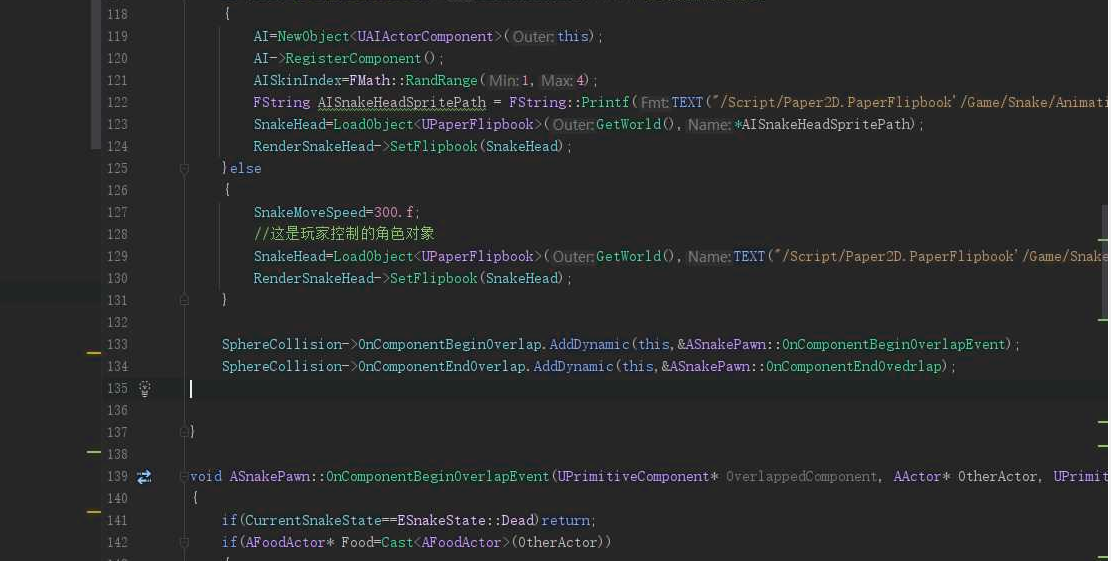 118 {
119 AI=NewObject<UAIActorComponent>(Outer:this);
120 AI->RegisterComponent();
121 AISkinIndex=FMath::RandRange(Min:1,Max:4);
122 FString AISnakeHeadSpritePath = FString::Printf(Fmt:TEXT("/Script/Paper2D.PaperFlipbook'/Game/Snake/Animati
123 SnakeHead=LoadObject<UPaperFlipbook>(Outer:GetWorld(),Name:*AISnakeHeadSpritePath);
124 RenderSnakeHead->SetFlipbook(SnakeHead);
125 }else
126 {
127 SnakeMoveSpeed=300.f;
128 //这是玩家控制的角色对象
129 SnakeHead=LoadObject<UPaperFlipbook>(Outer:GetWorld(),Name:TEXT("/Script/Paper2D.PaperFlipbook'/Game/Snake
130 RenderSnakeHead->SetFlipbook(SnakeHead);
131 }
132
133 SphereCollision->OnComponentBeginOverlap.AddDynamic(this,&ASnakePawn::OnComponentBeginOverlapEvent);
134 SphereCollision->OnComponentEndOverlap.AddDynamic(this,&ASnakePawn::OnComponentEndOvedrlap);
135
136
137 }
138
139 void ASnakePawn::OnComponentBeginOverlapEvent(UPrimitiveComponent* OverlappedComponent, AActor* OtherActor, UPrimit
140 {
141 if(CurrentSnakeState==ESnakeState::Dead)return;
142 if(AFoodActor* Food=Cast<AFoodActor>(OtherActor))